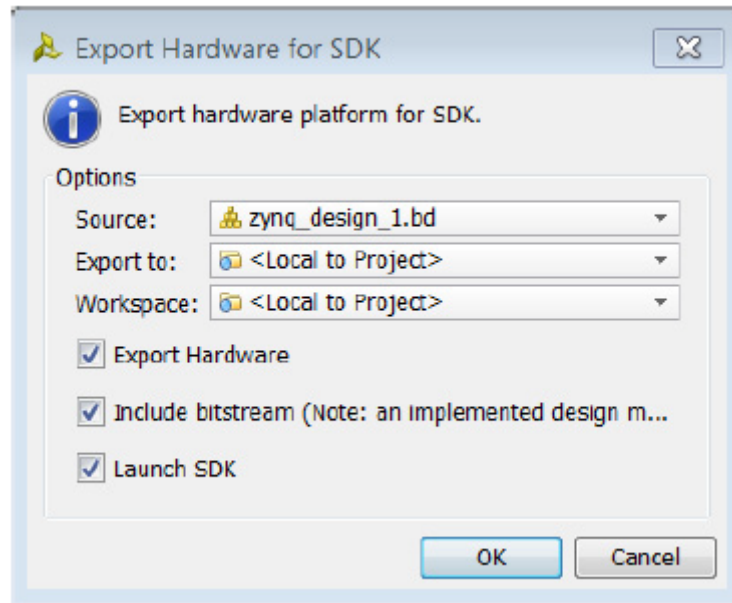 Export Hardware for SDK
Export hardware platform for SDK.
Options
Source: zynq_design_1.bd
Export to: <Local to Project>
Workspace: <Local to Project>
Export Hardware
Include bitstream (Note: an implemented design m...
Launch SDK
OK Cancel